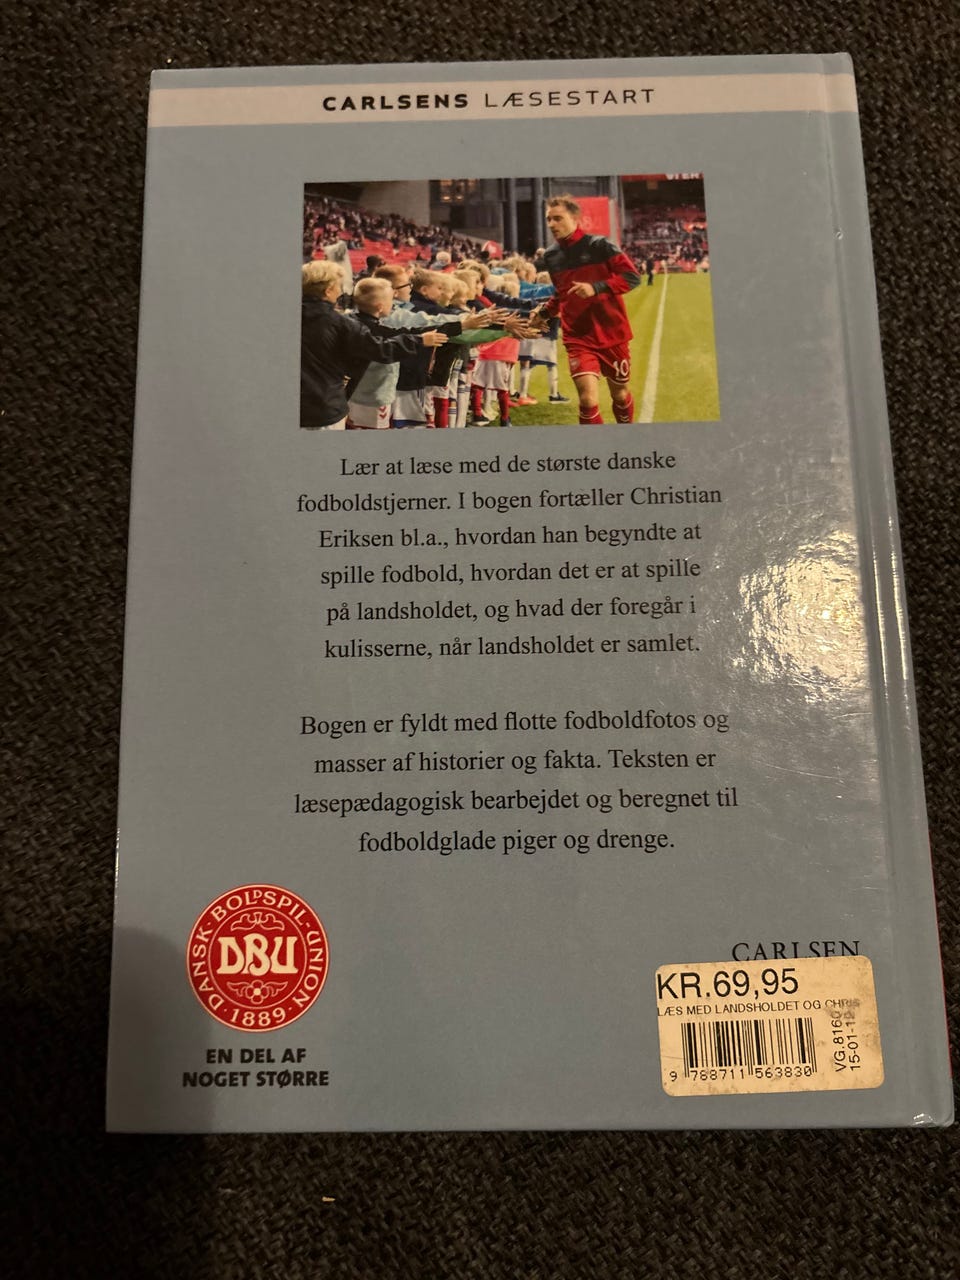 CARLSENS LÆSESTART
10
Lær at læse med de største danske
fodboldstjerner. I bogen fortæller Christian
Eriksen bl.a., hvordan han begyndte at
spille fodbold, hvordan det er at spille
på landsholdet, og hvad der foregår i
kulisserne, når landsholdet er samlet.
Bogen er fyldt med flotte fodboldfotos og
masser af historier og fakta. Teksten er
læsepædagogisk bearbejdet og beregnet til
fodboldglade piger og drenge.
DANSK · BOLDSPIL · UNION
DBU
· 1889 ·
EN DEL AF
NOGET STØRRE
CARLSEN
KR.69,95
LÆS MED LANDSHOLDET OG CHRIS
9 788711 563830